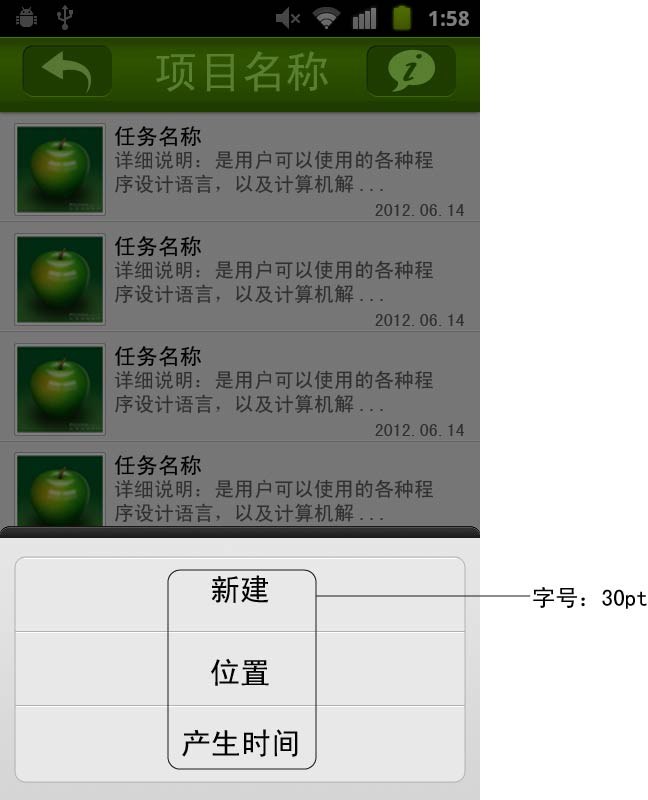 1:58
项目名称
任务名称
详细说明：是用户可以使用的各种程
序设计语言，以及计算机解...
2012.06.14
任务名称
详细说明：是用户可以使用的各种程
序设计语言，以及计算机解...
2012.06.14
任务名称
详细说明：是用户可以使用的各种程
序设计语言，以及计算机解...
2012.06.14
任务名称
详细说明：是用户可以使用的各种程
序设计语言，以及计算机解...
新建
字号：30pt
位置
产生时间